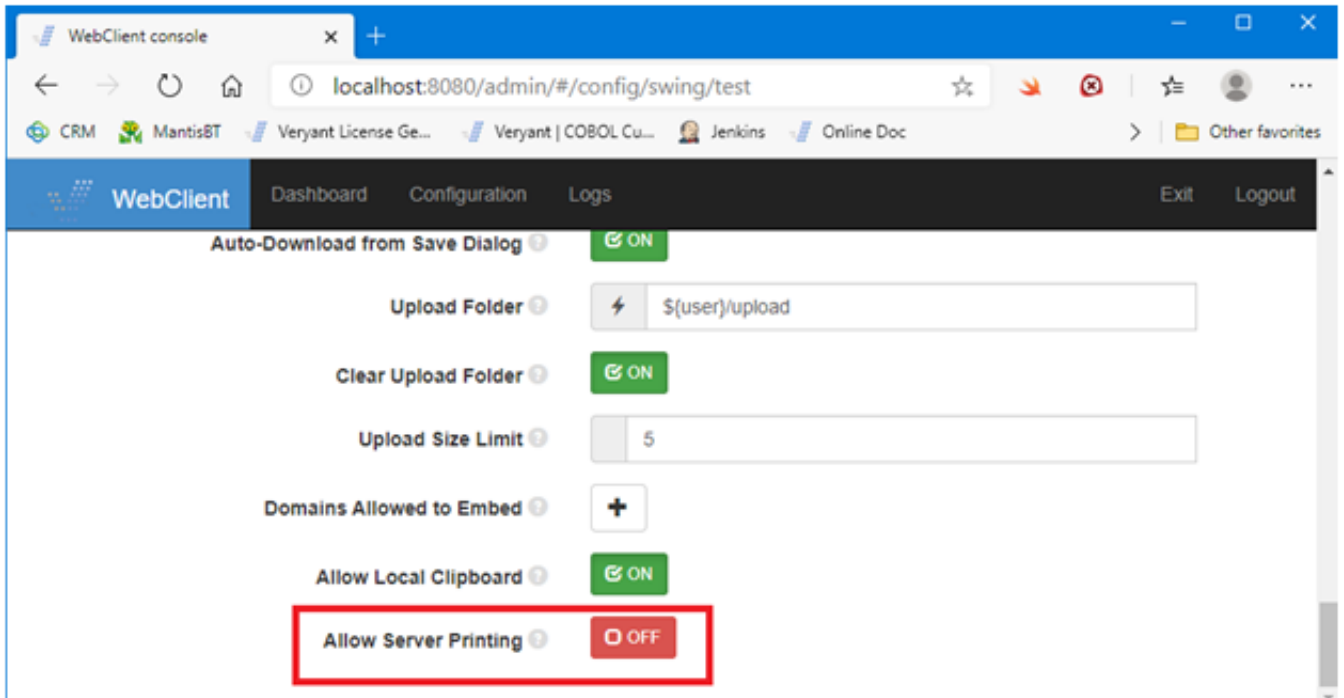 WebClient console
localhost:8080/admin/#/config/swing/test
CRM MantisBT Veryant License Ge... Veryant | COBOL Cu... Jenkins Online Doc Other favorites
WebClient Dashboard Configuration Logs Exit Logout
Auto-Download from Save Dialog ON
Upload Folder ${user}/upload
Clear Upload Folder ON
Upload Size Limit 5
Domains Allowed to Embed
Allow Local Clipboard ON
Allow Server Printing OFF